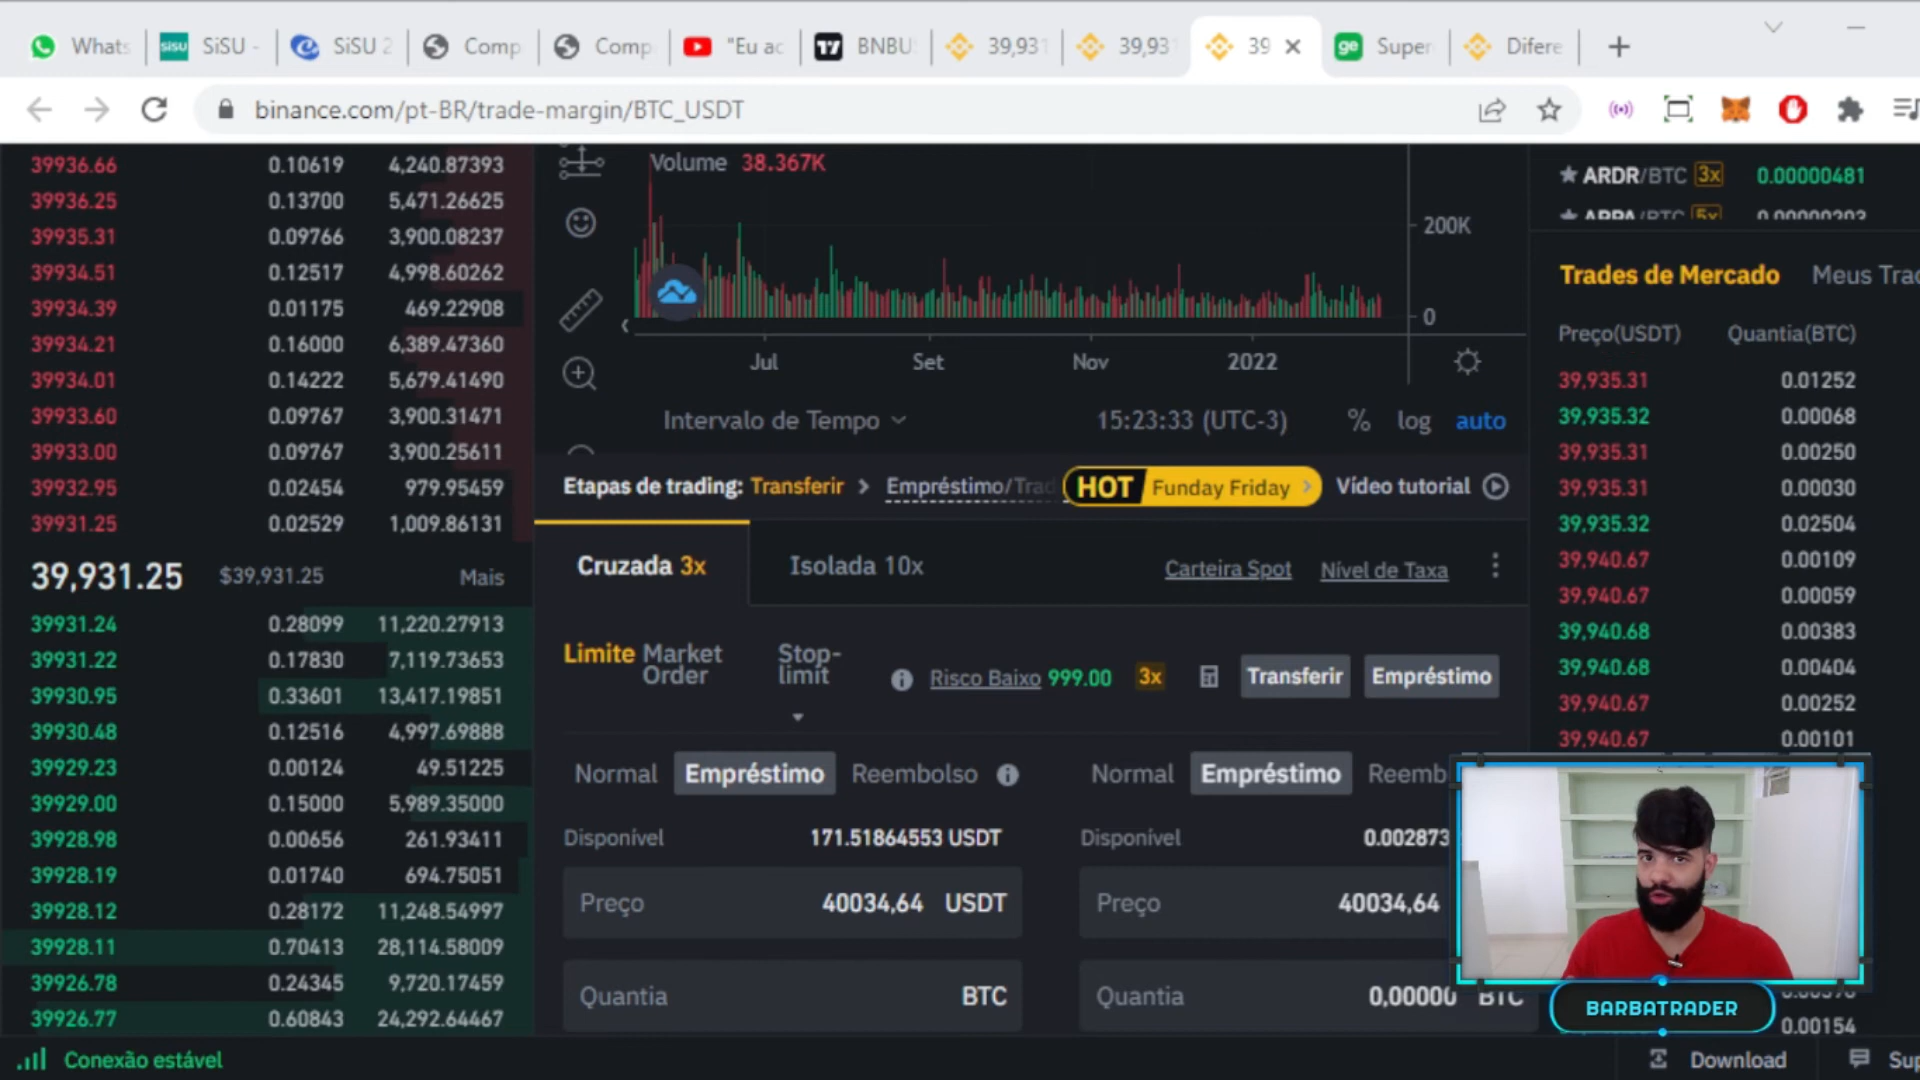 Whats
SiSU -
SiSU 2
Comp
Comp
"Eu ac
BNBU
39,931
39,93
39
Super
Difere
binance.com/pt-BR/trade-margin/BTC_USDT
39936.66 0.10619 4,240.87393
39936.25 0.13700 5,471.26625
39935.31 0.09766 3,900.08237
39934.51 0.12517 4,998.60262
39934.39 0.01175 469.22908
39934.21 0.16000 6,389.47360
39934.01 0.14222 5,679.41490
39933.60 0.09767 3,900.31471
39933.00 0.09767 3,900.25611
39932.95 0.02454 979.95459
39931.25 0.02529 1,009.86131
39,931.25 $39,931.25 Mais
39931.24 0.28099 11,220.27913
39931.22 0.17830 7,119.73653
39930.95 0.33601 13,417.19851
39930.48 0.12516 4,997.69888
39929.23 0.00124 49.51225
39929.00 0.15000 5,989.35000
39928.98 0.00656 261.93411
39928.19 0.01740 694.75051
39928.12 0.28172 11,248.54997
39928.11 0.70413 28,114.58009
39926.78 0.24345 9,720.17459
39926.77 0.60843 24,292.64467
Conexão estável
Volume 38.367K
200K
0
Jul Set Nov 2022
Intervalo de Tempo 15:23:33 (UTC-3) % log auto
Etapas de trading: Transferir > Empréstimo/Trad HOT Funday Friday > Vídeo tutorial
Cruzada 3x Isolada 10x Carteira Spot Nível de Taxa
Limite Market Order Stop-limit Risco Baixo 999.00 3x Transferir Empréstimo
Normal Empréstimo Reembolso Normal Empréstimo Reemb
Disponível 171.51864553 USDT Disponível 0.002873
Preço 40034,64 USDT Preço 40034,64
Quantia BTC Quantia 0,00000 BTC
ARDR/BTC 3x 0.00000481
ARPA/BTC 5x 0.00000203
Trades de Mercado Meus Trad
Preço(USDT) Quantia(BTC)
39,935.31 0.01252
39,935.32 0.00068
39,935.31 0.00250
39,935.31 0.00030
39,935.32 0.02504
39,940.67 0.00109
39,940.67 0.00059
39,940.68 0.00383
39,940.68 0.00404
39,940.67 0.00252
39,940.67 0.00101
BARBATRADER
0.00154
Download Sup